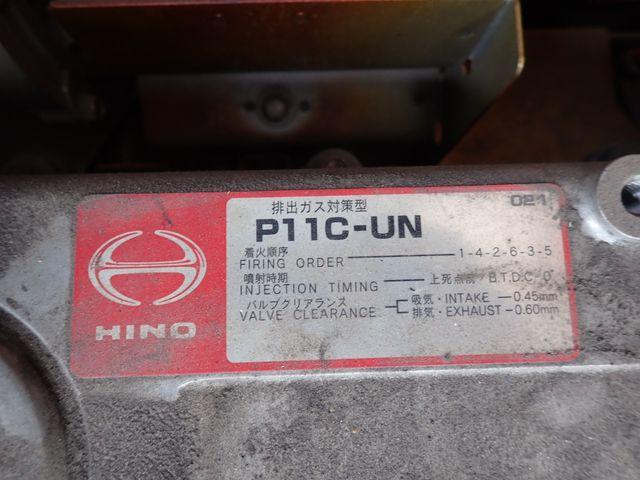 排出ガス対策型 021
P11C-UN
着火順序
FIRING ORDER 1-4-2-6-3-5
噴射時期
INJECTION TIMING 上死点前 B.T.D.C. 0°
バルブクリアランス 吸気・INTAKE - 0.45mm
VALVE CLEARANCE 排気・EXHAUST - 0.60mm
HINO